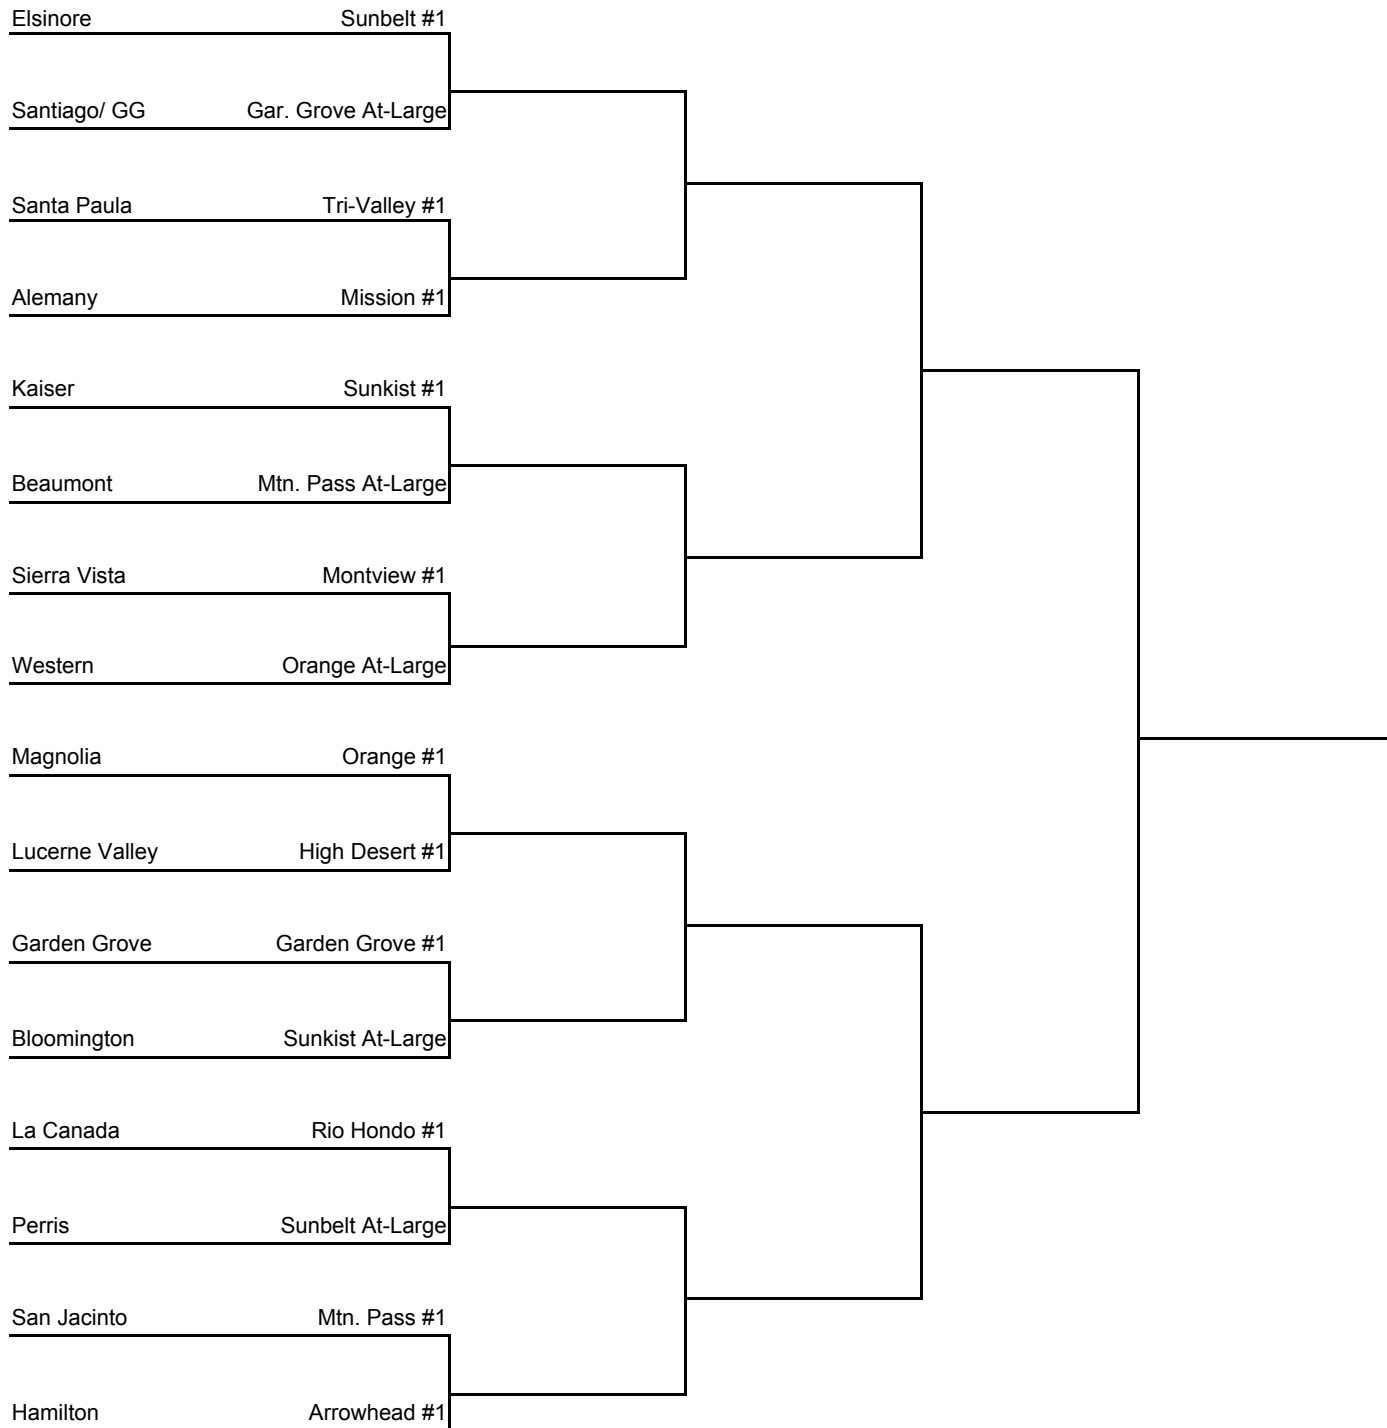 Elsinore Sunbelt #1
Santiago/ GG Gar. Grove At-Large
Santa Paula Tri-Valley #1
Alemany Mission #1
Kaiser Sunkist #1
Beaumont Mtn. Pass At-Large
Sierra Vista Montview #1
Western Orange At-Large
Magnolia Orange #1
Lucerne Valley High Desert #1
Garden Grove Garden Grove #1
Bloomington Sunkist At-Large
La Canada Rio Hondo #1
Perris Sunbelt At-Large
San Jacinto Mtn. Pass #1
Hamilton Arrowhead #1